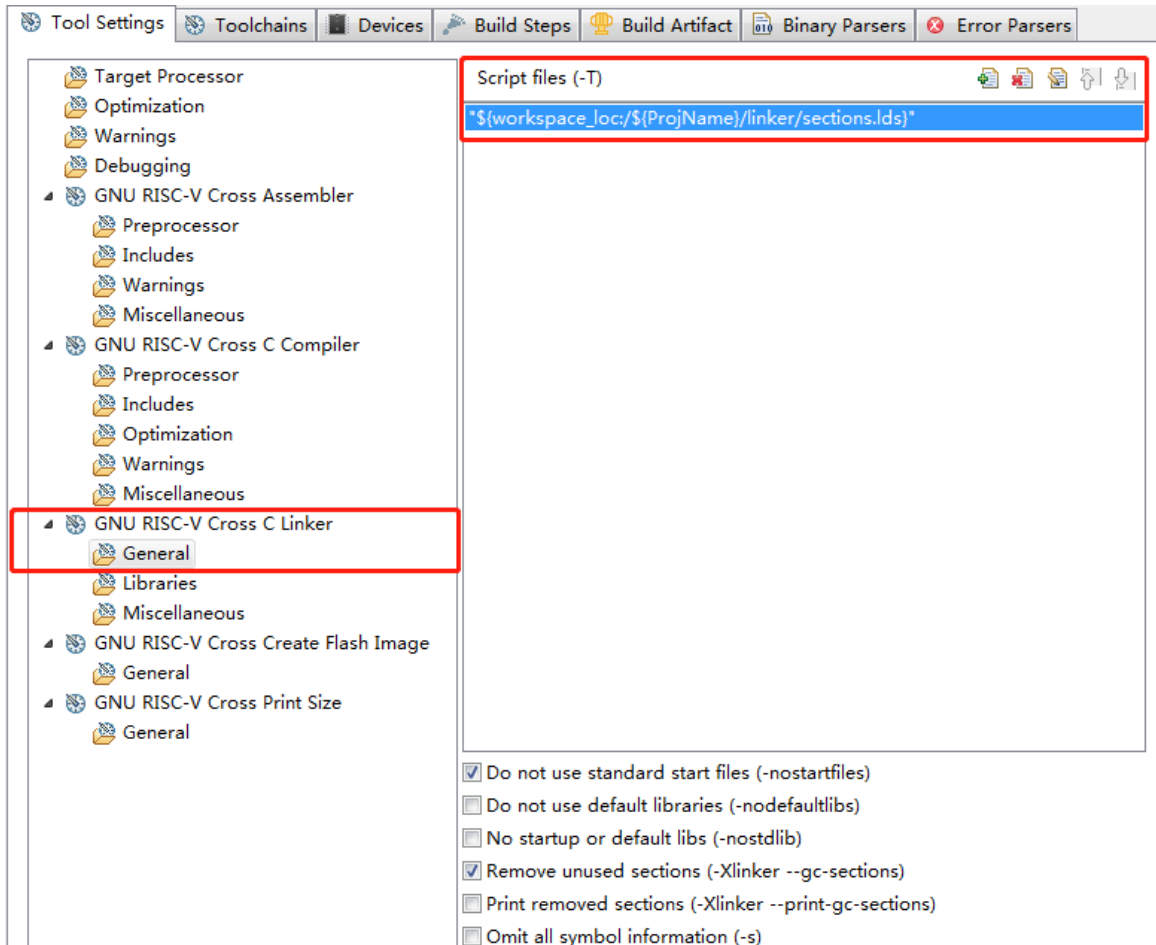 Tool Settings Toolchains Devices Build Steps Build Artifact Binary Parsers Error Parsers
Target Processor
Optimization
Warnings
Debugging
GNU RISC-V Cross Assembler
Preprocessor
Includes
Warnings
Miscellaneous
GNU RISC-V Cross C Compiler
Preprocessor
Includes
Optimization
Warnings
Miscellaneous
GNU RISC-V Cross C Linker
General
Libraries
Miscellaneous
GNU RISC-V Cross Create Flash Image
General
GNU RISC-V Cross Print Size
General
Script files (-T)
"${workspace_loc:/${ProjName}/linker/sections.lds}"
Do not use standard start files (-nostartfiles)
Do not use default libraries (-nodefaultlibs)
No startup or default libs (-nostdlib)
Remove unused sections (-Xlinker --gc-sections)
Print removed sections (-Xlinker --print-gc-sections)
Omit all symbol information (-s)